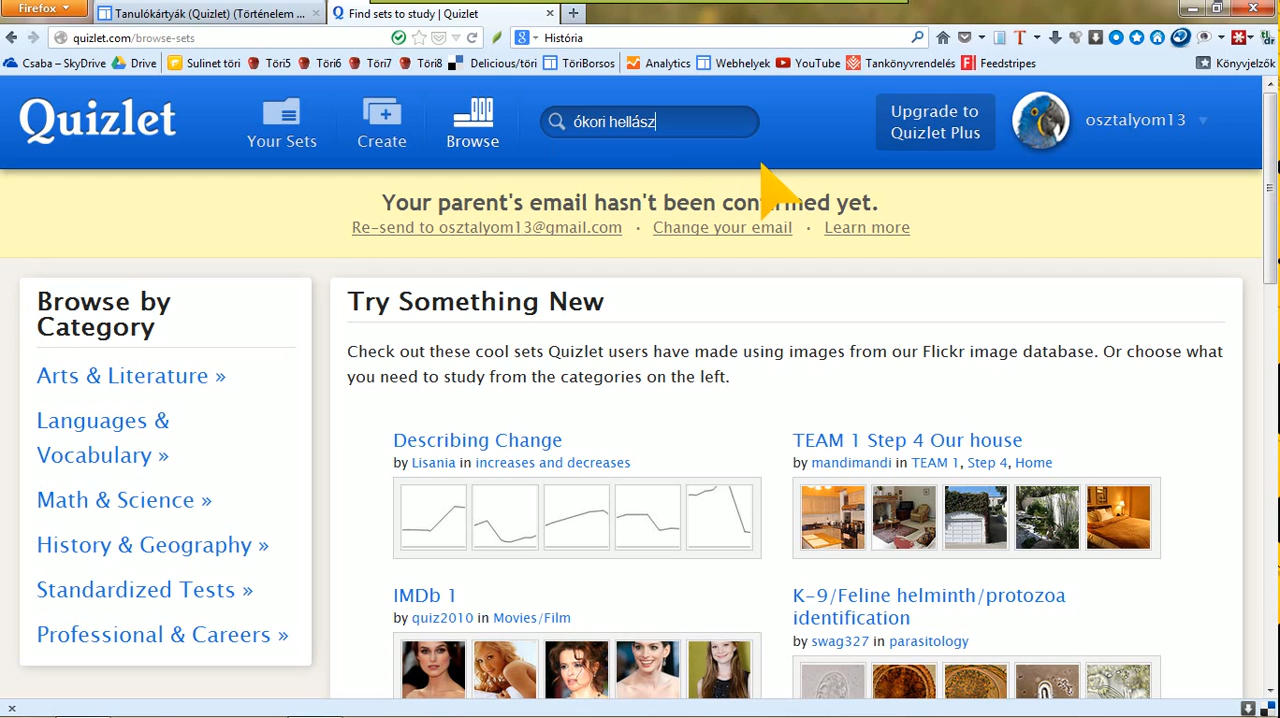 Firefox
Tanulókártyák (Quizlet) (Történelem ...
Find sets to study | Quizlet
quizlet.com/browse-sets
História
Csaba – SkyDrive
Drive
Sulinet töri
Töri5
Töri6
Töri7
Töri8
Delicious/töri
TöriBorsos
Analytics
Webhelyek
YouTube
Tankönyvrendelés
Feedstripes
Könyvjelzők
Quizlet
Your Sets
Create
Browse
ókori hellász
Upgrade to
Quizlet Plus
osztalyom13
Your parent's email hasn't been confirmed yet.
Re-send to osztalyom13@gmail.com · Change your email · Learn more
Browse by
Category
Arts & Literature »
Languages &
Vocabulary »
Math & Science »
History & Geography »
Standardized Tests »
Professional & Careers »
Try Something New
Check out these cool sets Quizlet users have made using images from our Flickr image database. Or choose what
you need to study from the categories on the left.
Describing Change
by Lisania in increases and decreases
TEAM 1 Step 4 Our house
by mandimandi in TEAM 1, Step 4, Home
IMDb 1
by quiz2010 in Movies/Film
K-9/Feline helminth/protozoa
identification
by swag327 in parasitology